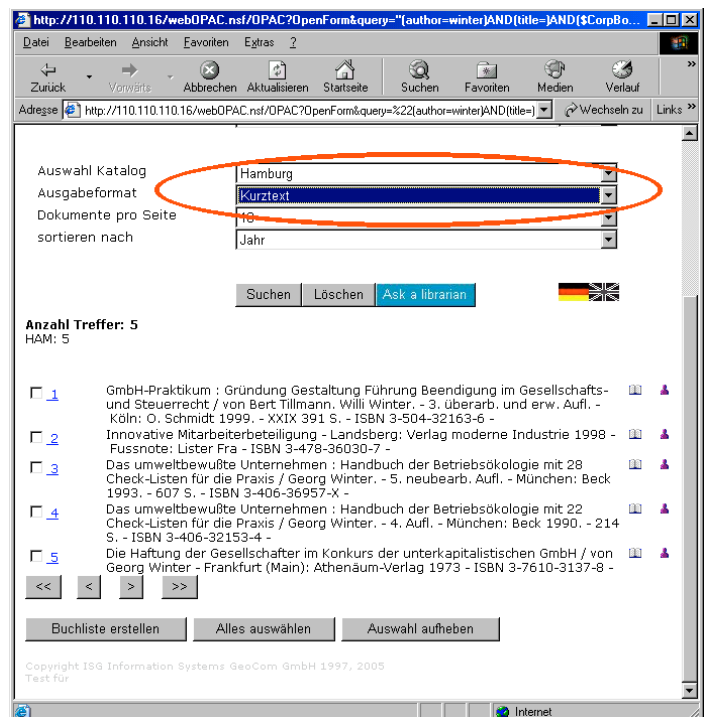 http://110.110.110.16/webOPAC.nsf/OPAC?OpenForm&query="(author=winter)AND(title=)AND($CorpBo...
Datei Bearbeiten Ansicht Favoriten Extras ?
Zurück Vorwärts Abbrechen Aktualisieren Startseite Suchen Favoriten Medien Verlauf »
Adresse http://110.110.110.16/webOPAC.nsf/OPAC?OpenForm&query=%22(author=winter)AND(title=) Wechseln zu Links »
Auswahl Katalog Hamburg
Ausgabeformat Kurztext
Dokumente pro Seite 10
sortieren nach Jahr
Suchen Löschen Ask a librarian
Anzahl Treffer: 5
HAM: 5
1 GmbH-Praktikum : Gründung Gestaltung Führung Beendigung im Gesellschafts-
und Steuerrecht / von Bert Tillmann. Willi Winter. - 3. überarb. und erw. Aufl. -
Köln: O. Schmidt 1999. - XXIX 391 S. - ISBN 3-504-32163-6 -
2 Innovative Mitarbeiterbeteiligung - Landsberg: Verlag moderne Industrie 1998 -
Fussnote: Lister Fra - ISBN 3-478-36030-7 -
3 Das umweltbewußte Unternehmen : Handbuch der Betriebsökologie mit 28
Check-Listen für die Praxis / Georg Winter. - 5. neubearb. Aufl. - München: Beck
1993. - 607 S. - ISBN 3-406-36957-X -
4 Das umweltbewußte Unternehmen : Handbuch der Betriebsökologie mit 22
Check-Listen für die Praxis / Georg Winter. - 4. Aufl. - München: Beck 1990. - 214
S. - ISBN 3-406-32153-4 -
5 Die Haftung der Gesellschafter im Konkurs der unterkapitalistischen GmbH / von
Georg Winter - Frankfurt (Main): Athenäum-Verlag 1973 - ISBN 3-7610-3137-8 -
<< < > >>
Buchliste erstellen Alles auswählen Auswahl aufheben
Copyright ISG Information Systems GeoCom GmbH 1997, 2005
Test für
Internet